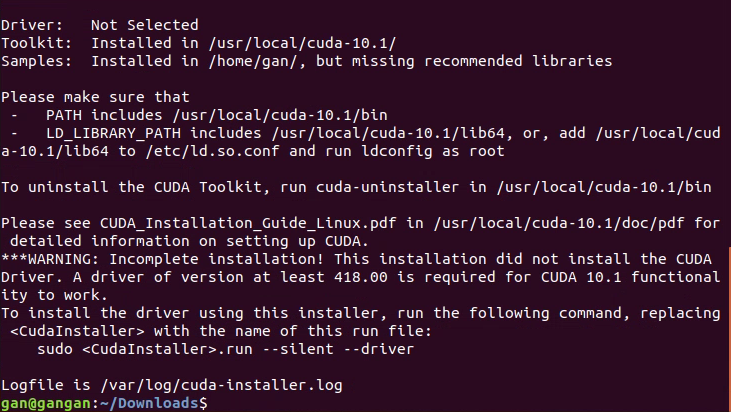 Driver:   Not Selected
Toolkit:  Installed in /usr/local/cuda-10.1/
Samples:  Installed in /home/gan/, but missing recommended libraries
Please make sure that
 -   PATH includes /usr/local/cuda-10.1/bin
 -   LD_LIBRARY_PATH includes /usr/local/cuda-10.1/lib64, or, add /usr/local/cud
a-10.1/lib64 to /etc/ld.so.conf and run ldconfig as root
To uninstall the CUDA Toolkit, run cuda-uninstaller in /usr/local/cuda-10.1/bin
Please see CUDA_Installation_Guide_Linux.pdf in /usr/local/cuda-10.1/doc/pdf for
 detailed information on setting up CUDA.
***WARNING: Incomplete installation! This installation did not install the CUDA
Driver. A driver of version at least 418.00 is required for CUDA 10.1 functional
ity to work.
To install the driver using this installer, run the following command, replacing
 <CudaInstaller> with the name of this run file:
    sudo <CudaInstaller>.run --silent --driver
Logfile is /var/log/cuda-installer.log
gan@gangan:~/Downloads$